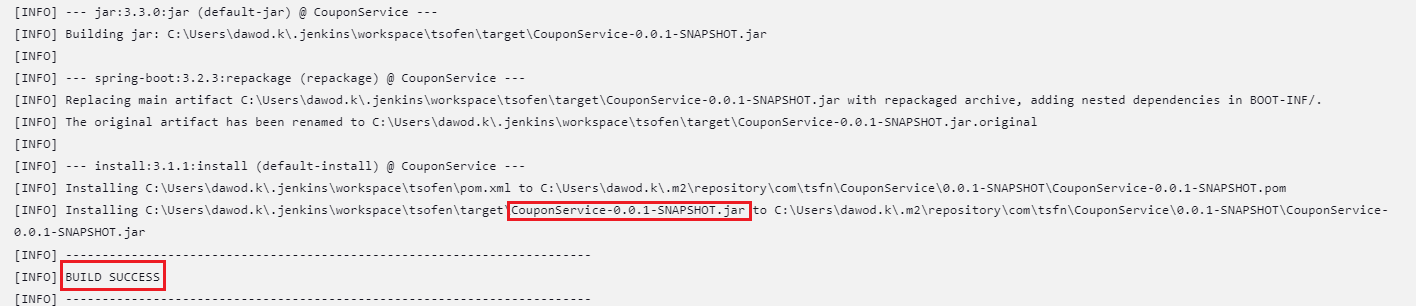 [INFO] --- jar:3.3.0:jar (default-jar) @ CouponService ---
[INFO] Building jar: C:\Users\dawod.k\.jenkins\workspace\tsofen\target\CouponService-0.0.1-SNAPSHOT.jar
[INFO]
[INFO] --- spring-boot:3.2.3:repackage (repackage) @ CouponService ---
[INFO] Replacing main artifact C:\Users\dawod.k\.jenkins\workspace\tsofen\target\CouponService-0.0.1-SNAPSHOT.jar with repackaged archive, adding nested dependencies in BOOT-INF/.
[INFO] The original artifact has been renamed to C:\Users\dawod.k\.jenkins\workspace\tsofen\target\CouponService-0.0.1-SNAPSHOT.jar.original
[INFO]
[INFO] --- install:3.1.1:install (default-install) @ CouponService ---
[INFO] Installing C:\Users\dawod.k\.jenkins\workspace\tsofen\pom.xml to C:\Users\dawod.k\.m2\repository\com\tsfn\CouponService\0.0.1-SNAPSHOT\CouponService-0.0.1-SNAPSHOT.pom
[INFO] Installing C:\Users\dawod.k\.jenkins\workspace\tsofen\target\CouponService-0.0.1-SNAPSHOT.jar to C:\Users\dawod.k\.m2\repository\com\tsfn\CouponService\0.0.1-SNAPSHOT\CouponService-
0.0.1-SNAPSHOT.jar
[INFO] ------------------------------------------------------------------------
[INFO] BUILD SUCCESS
[INFO] ------------------------------------------------------------------------